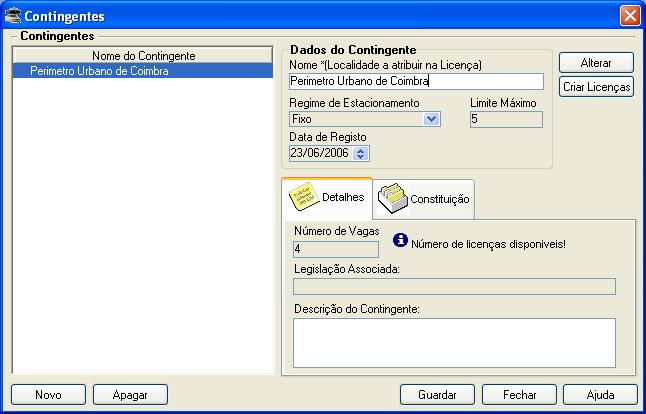 Contingentes
Contingentes
Nome do Contingente
Perimetro Urbano de Coimbra
Dados do Contingente
Nome *(Localidade a atribuir na Licença)
Perimetro Urbano de Coimbra
Regime de Estacionamento
Limite Máximo
Fixo
5
Data de Registo
23/06/2006
Alterar
Criar Licenças
Detalhes
Constituição
Número de Vagas
4
Número de licenças disponiveis!
Legislação Associada:
Descrição do Contingente:
Novo
Apagar
Guardar
Fechar
Ajuda